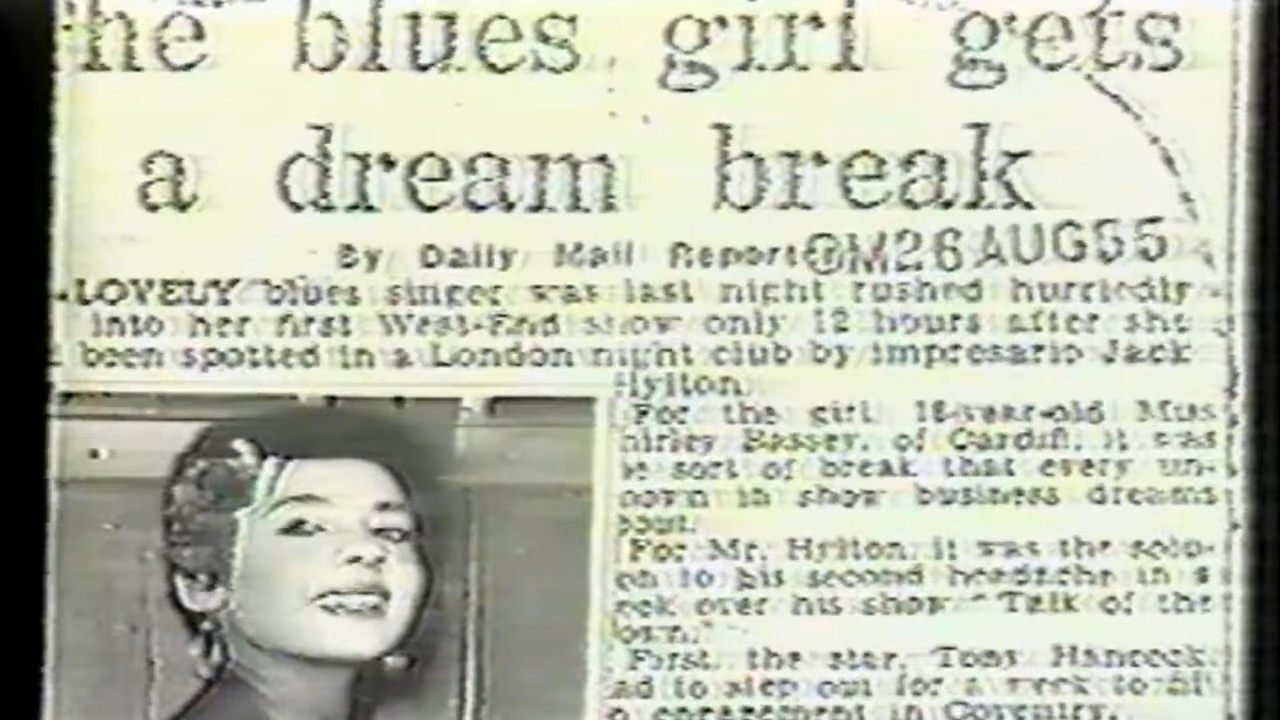 he blues girl gets
a dream break
By Daily Mail Reporter
DM 26 AUG 55
LOVELY blues singer was last night rushed hurriedly
into her first West-End show only 12 hours after she
been spotted in a London night club by impresario Jack
Hylton.
For the girl, 18-year-old Miss
hirley Bassey, of Cardiff, it was
he sort of break that every un-
nown in show business dreams
bout.
For Mr. Hylton, it was the solu-
on to his second headache in a
eek over his show "Talk of the
own."
First, the star, Tony Hancock
ad to step out for a week to
engagement in Coventry.